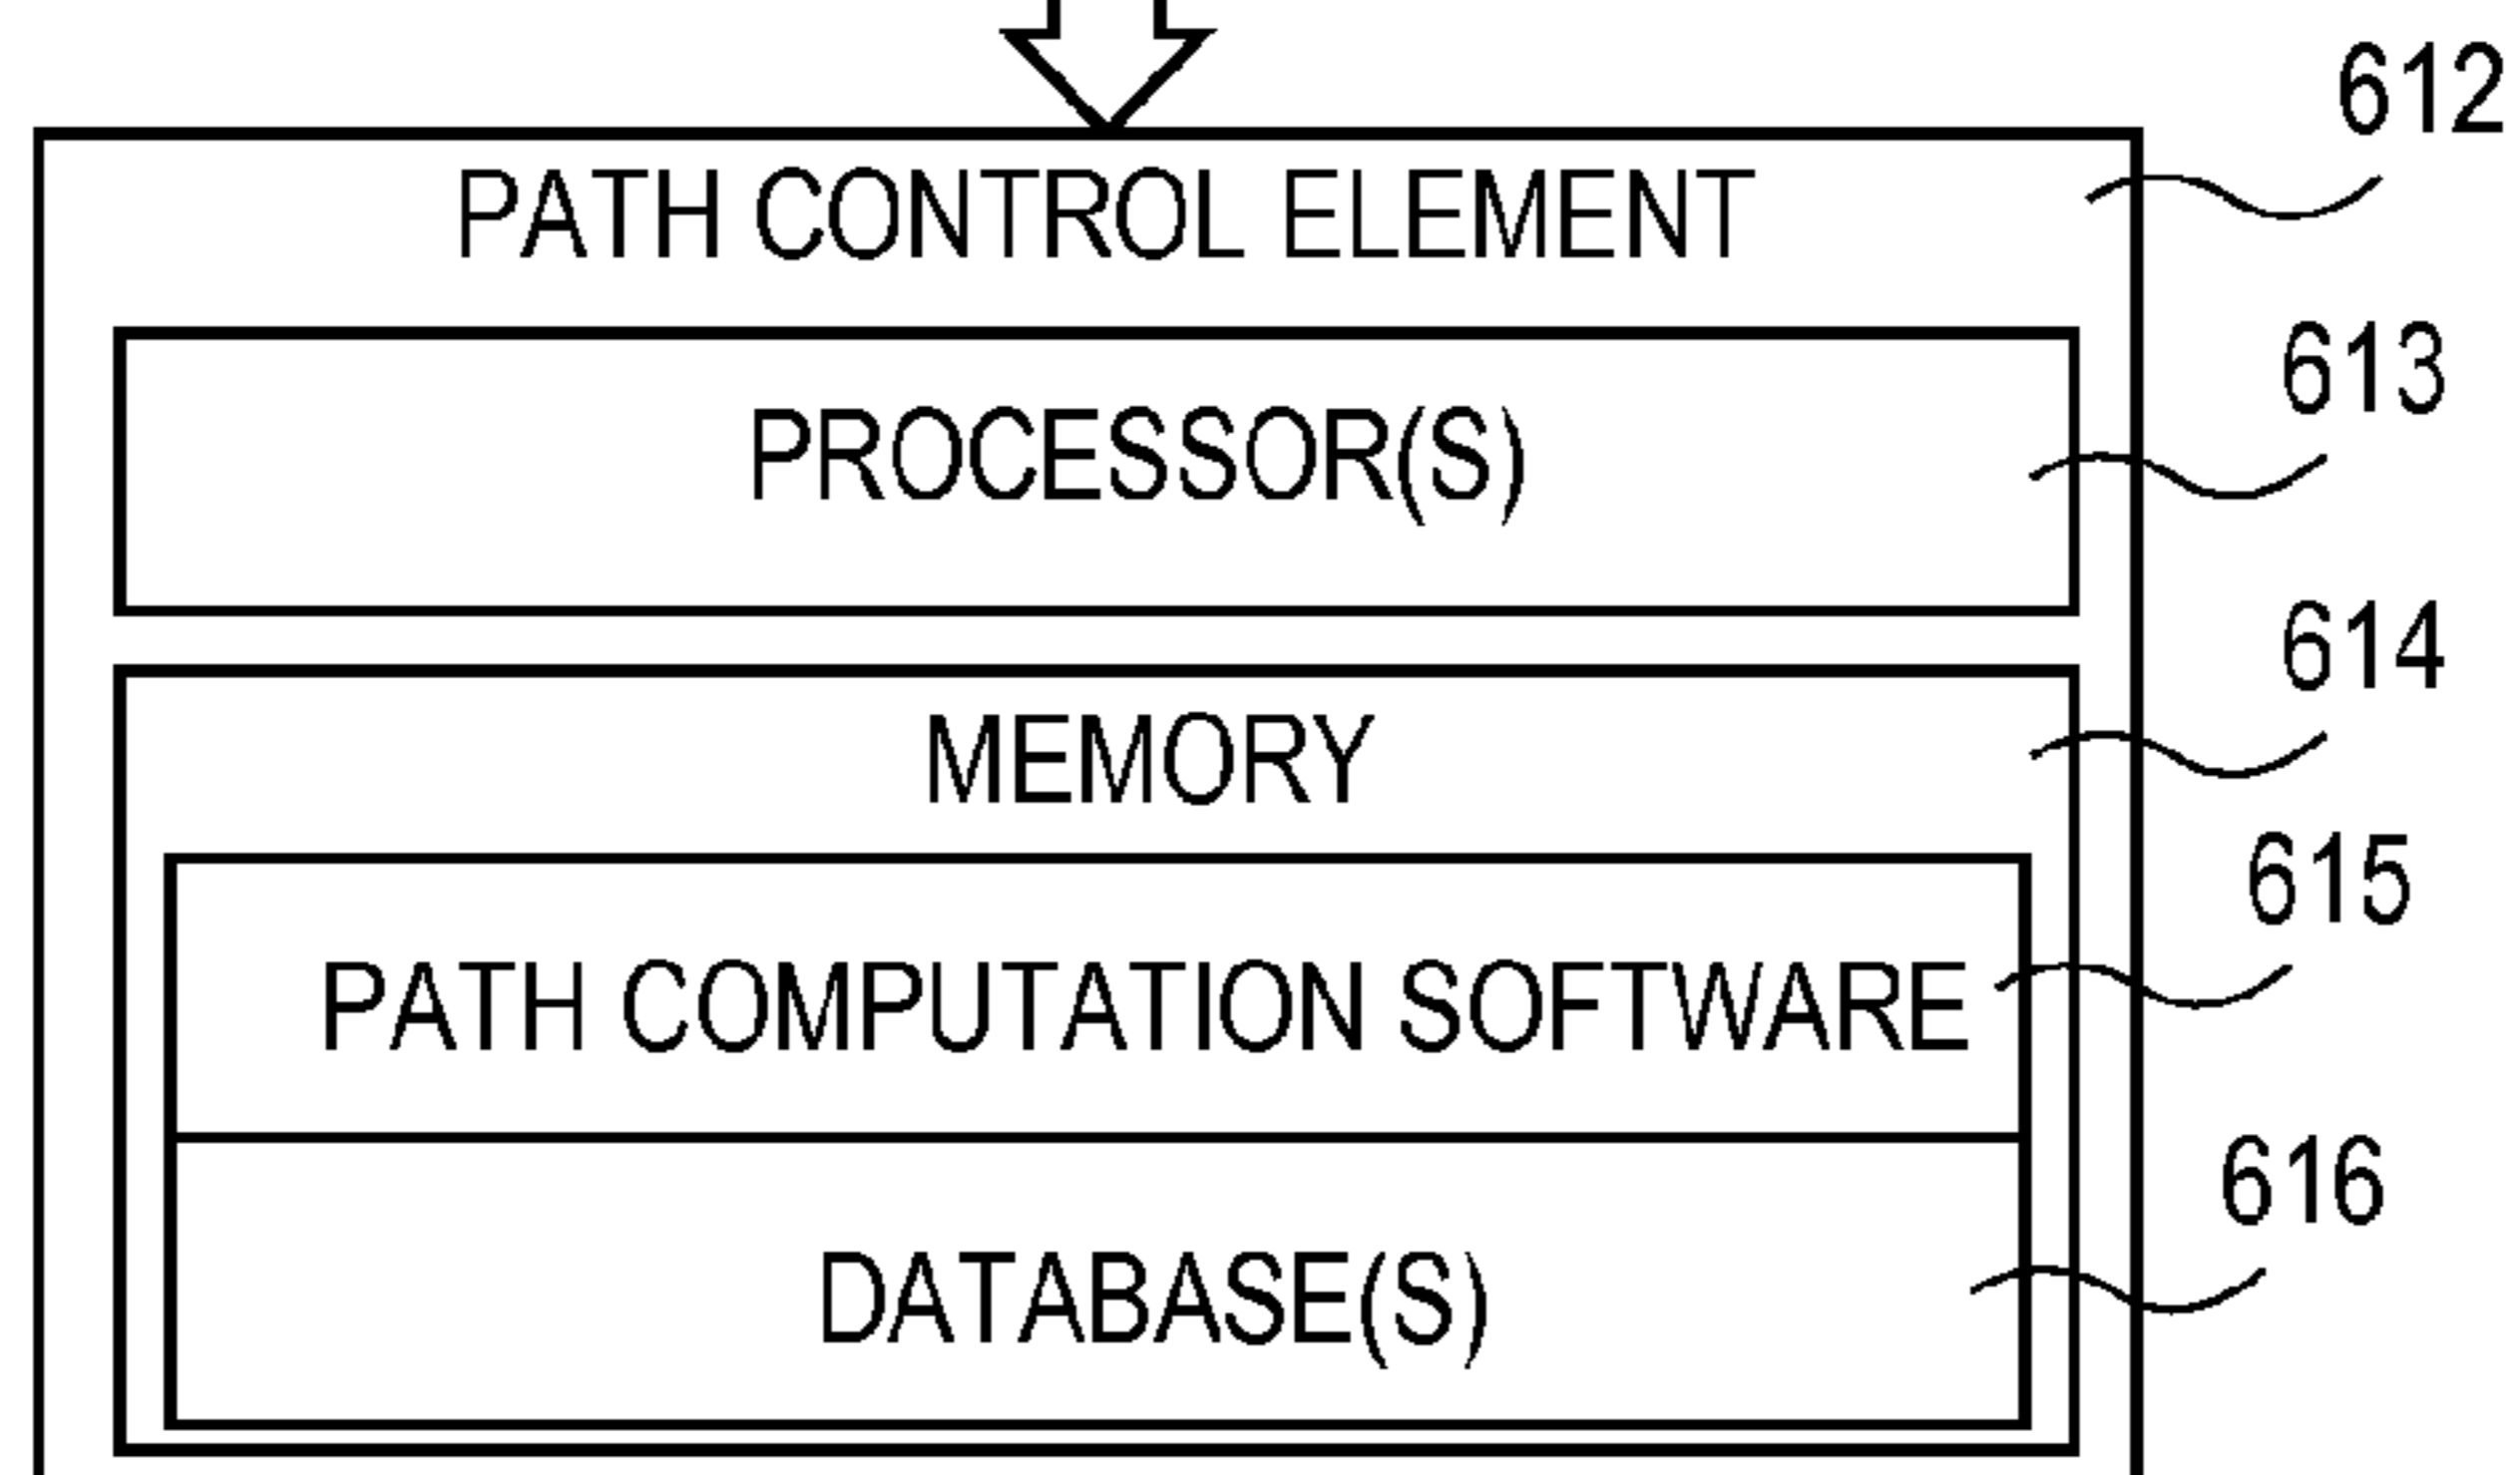 612
PATH CONTROL ELEMENT
613
PROCESSOR(S)
614
MEMORY
615
PATH COMPUTATION SOFTWARE
616
DATABASE(S)